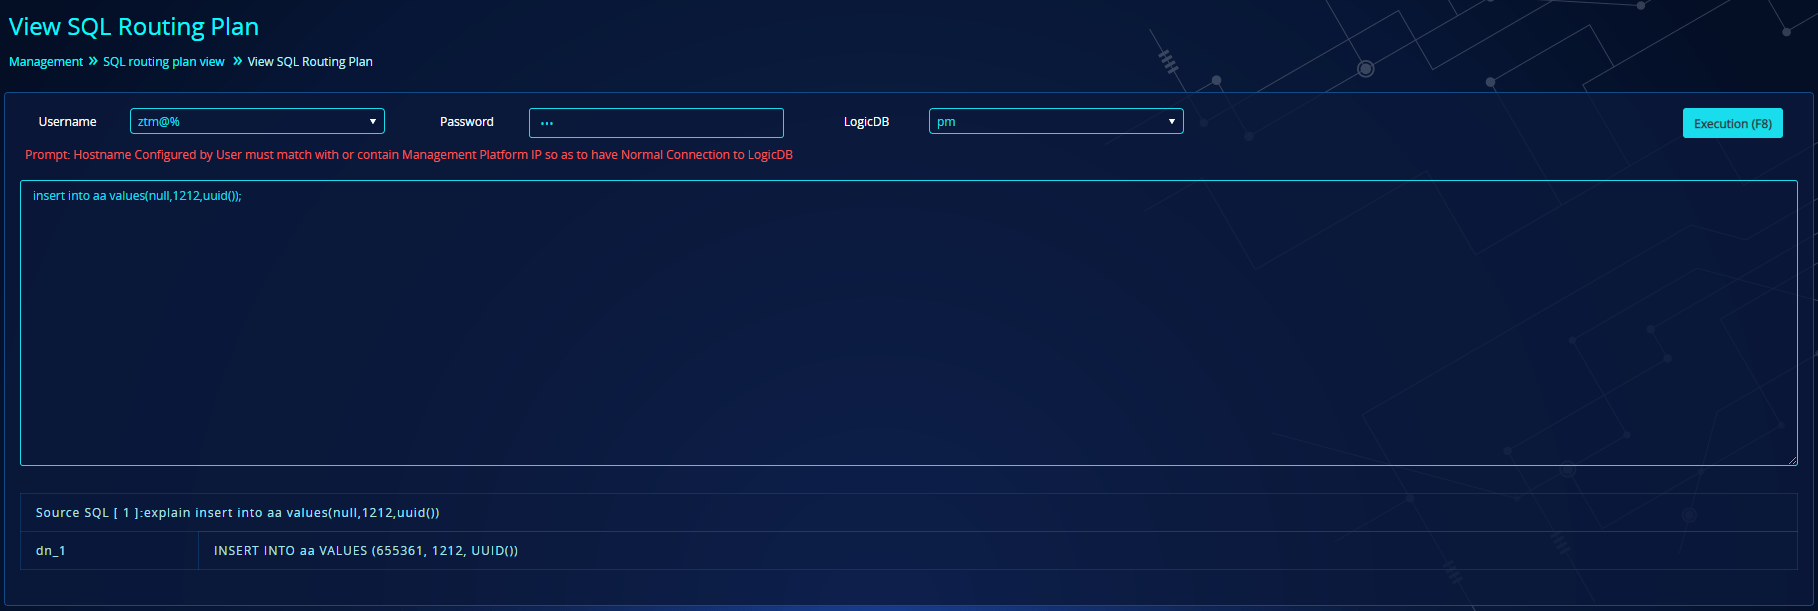 View SQL Routing Plan
Management » SQL routing plan view » View SQL Routing Plan
Username ztm@% Password ••• LogicDB pm Execution (F8)
Prompt: Hostname Configured by User must match with or contain Management Platform IP so as to have Normal Connection to LogicDB
insert into aa values(null,1212,uuid());
Source SQL [ 1 ]:explain insert into aa values(null,1212,uuid())
dn_1 INSERT INTO aa VALUES (655361, 1212, UUID())